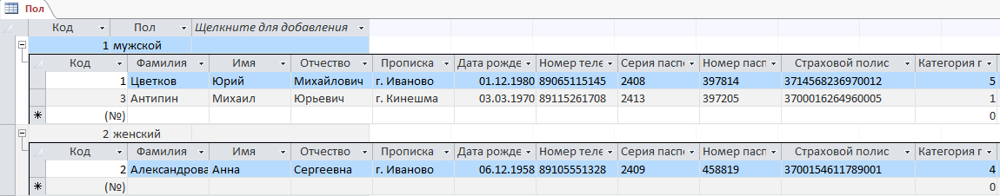 Пол
Код Пол Щелкните для добавления
1 мужской
Код Фамилия Имя Отчество Прописка Дата рожде Номер теле Серия паспо Номер пасп Страховой полис Категория г
1 Цветков Юрий Михайлович г. Иваново 01.12.1980 89065115145 2408 397814 3714568236970012 5
3 Антипин Михаил Юрьевич г. Кинешма 03.03.1970 89115261708 2413 397205 3700016264960005 1
(№) 0
2 женский
Код Фамилия Имя Отчество Прописка Дата рожде Номер теле Серия паспо Номер пасп Страховой полис Категория г
2 Александрова Анна Сергеевна г. Иваново 06.12.1958 89105551328 2409 458819 3700154611789001 4
(№) 0